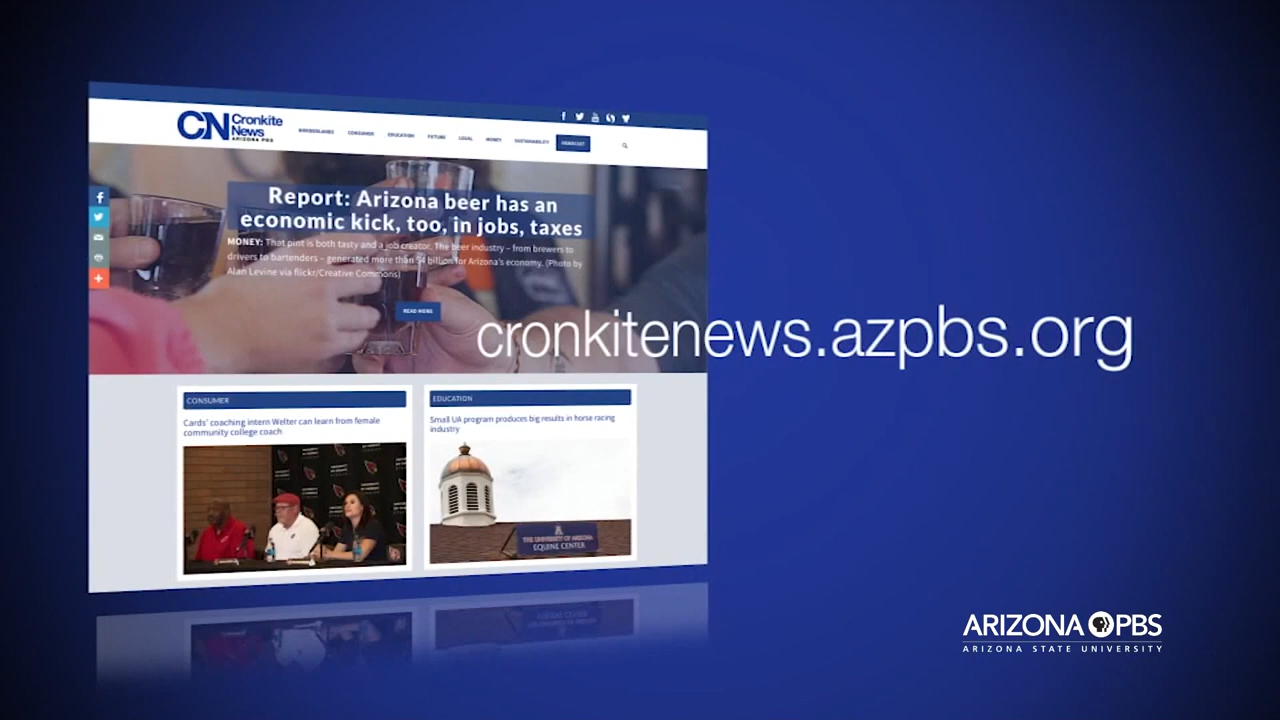 CN Cronkite
News
ARIZONA PBS
BORDERLANDS CONSUMER EDUCATION FUTURE LOCAL MONEY SUSTAINABILITY NEWSCAST
Report: Arizona beer has an
economic kick, too, in jobs, taxes
MONEY: That pint is both tasty and a job creator. The beer industry – from brewers to
drivers to bartenders – generated more than $4 billion for Arizona's economy. (Photo by
Alan Levine via flickr/Creative Commons)
READ MORE
cronkitenews.azpbs.org
CONSUMER
Cards' coaching intern Welter can learn from female
community college coach
EDUCATION
Small UA program produces big results in horse racing
industry
THE UNIVERSITY OF ARIZONA
EQUINE CENTER
ARIZONA PBS
ARIZONA STATE UNIVERSITY